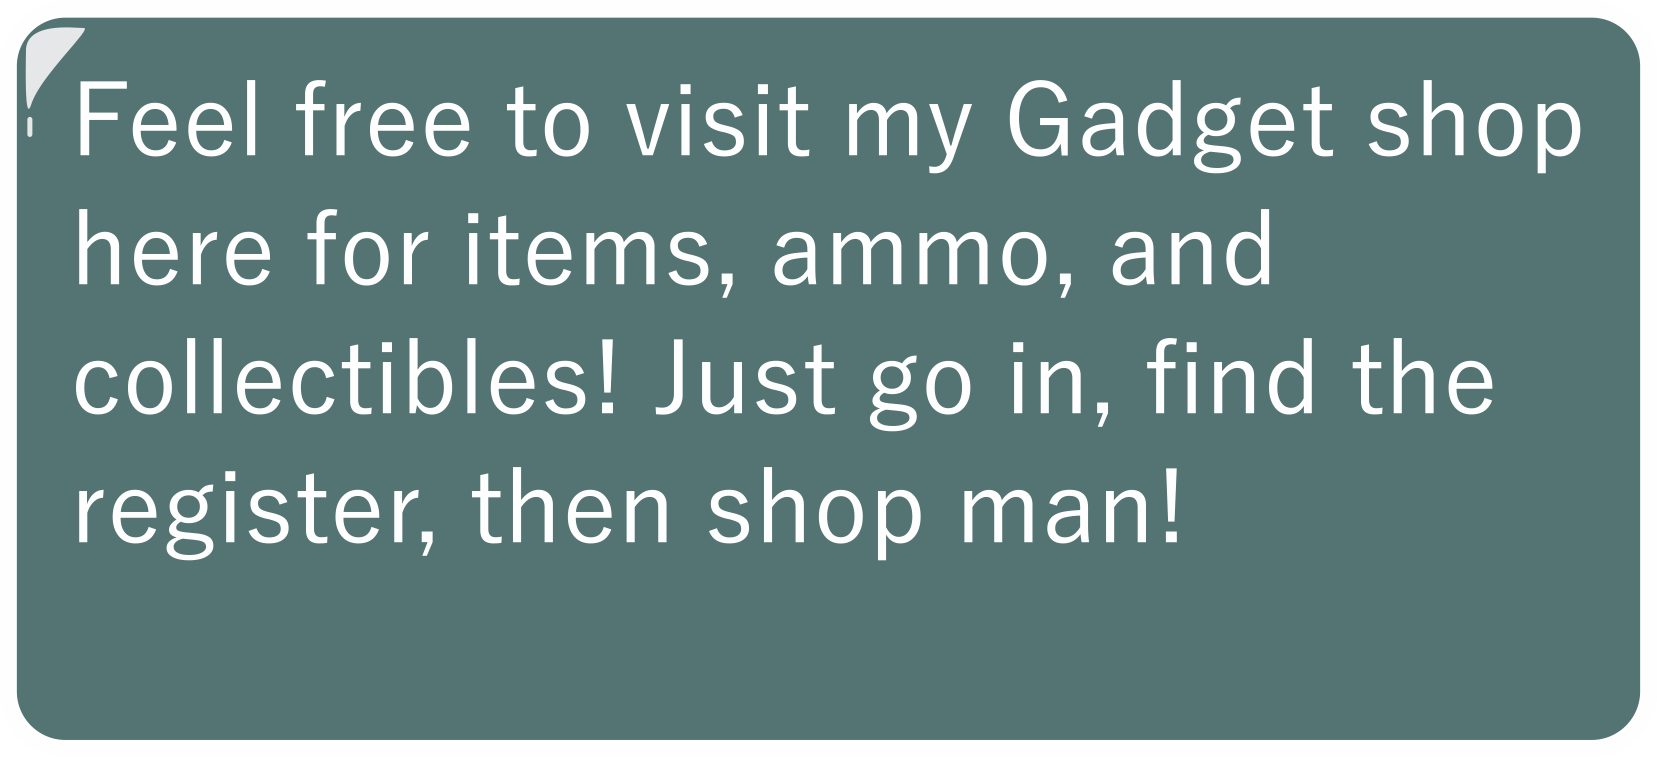 Feel free to visit my Gadget shop
here for items, ammo, and
collectibles! Just go in, find the
register, then shop man!